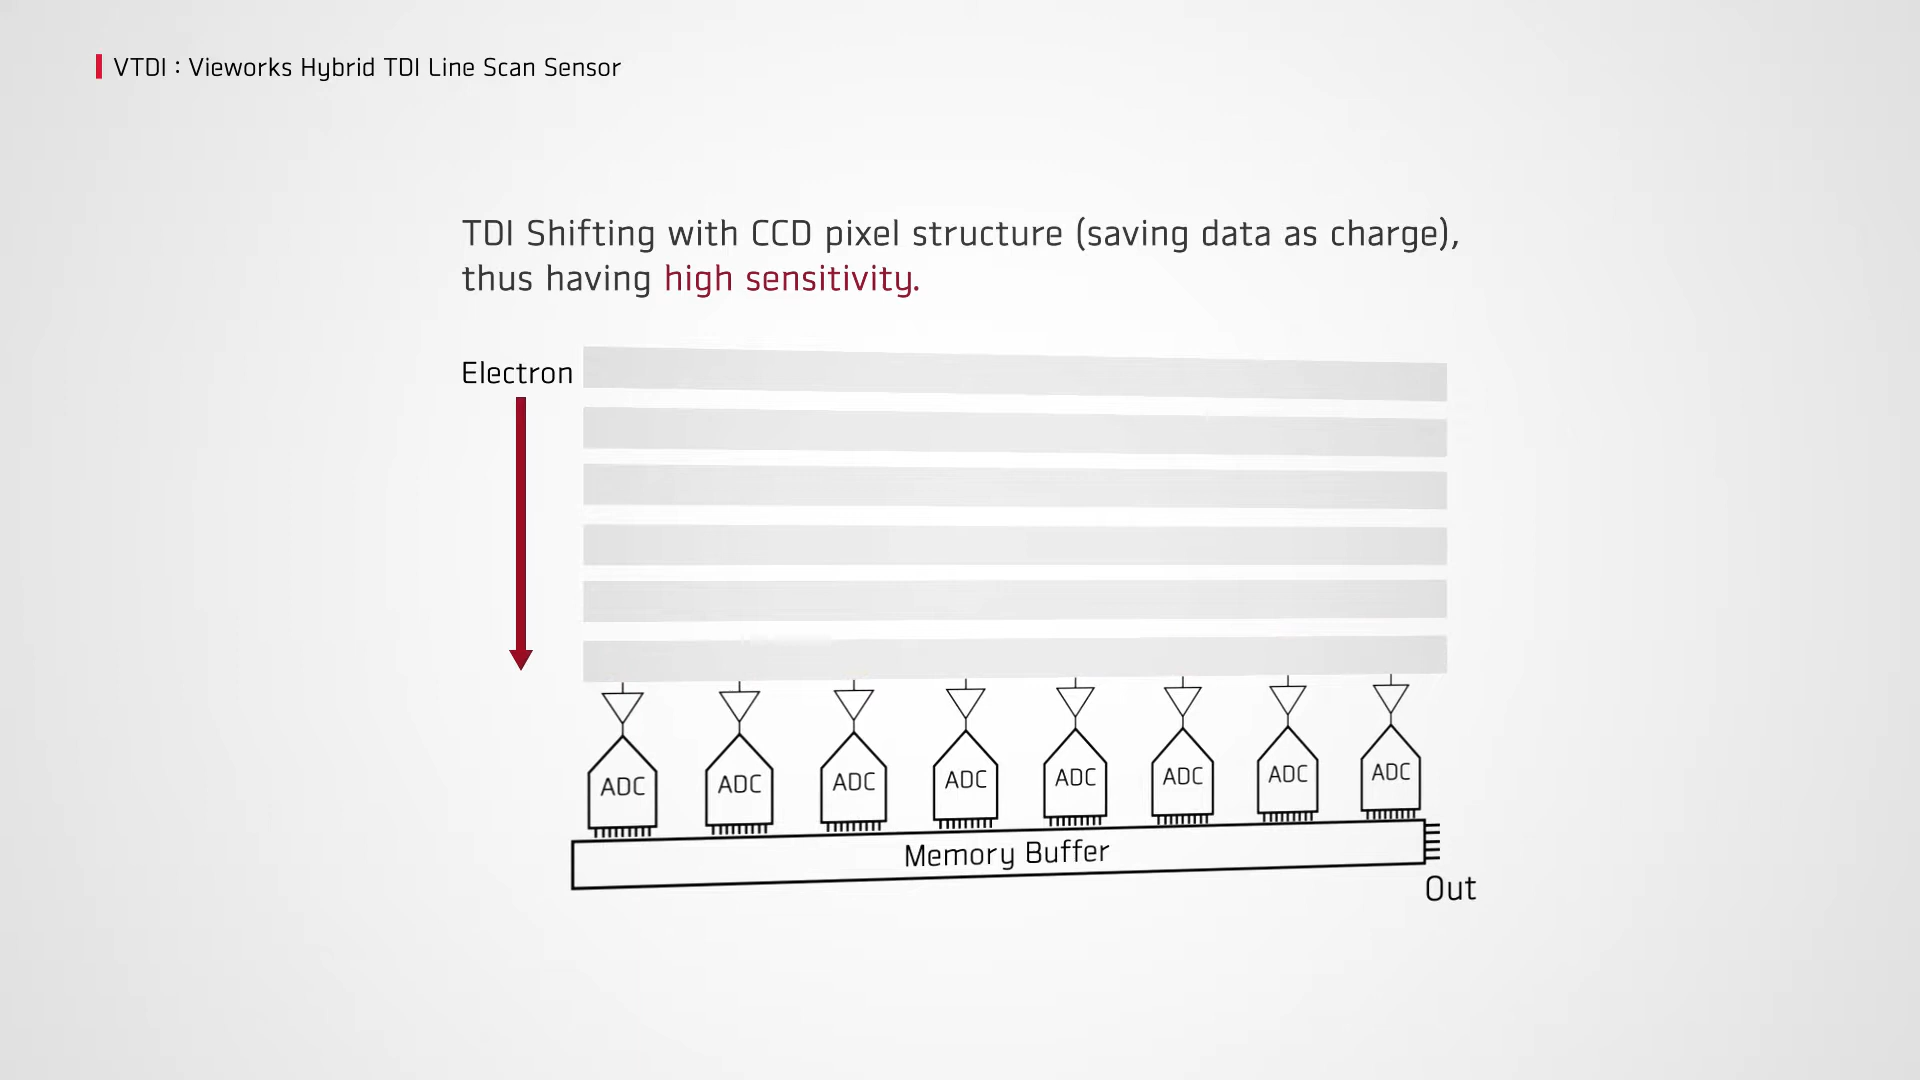 VTDI : Vieworks Hybrid TDI Line Scan Sensor
TDI Shifting with CCD pixel structure (saving data as charge),
thus having high sensitivity.
Electron
ADC ADC ADC ADC ADC ADC ADC ADC
Memory Buffer
Out